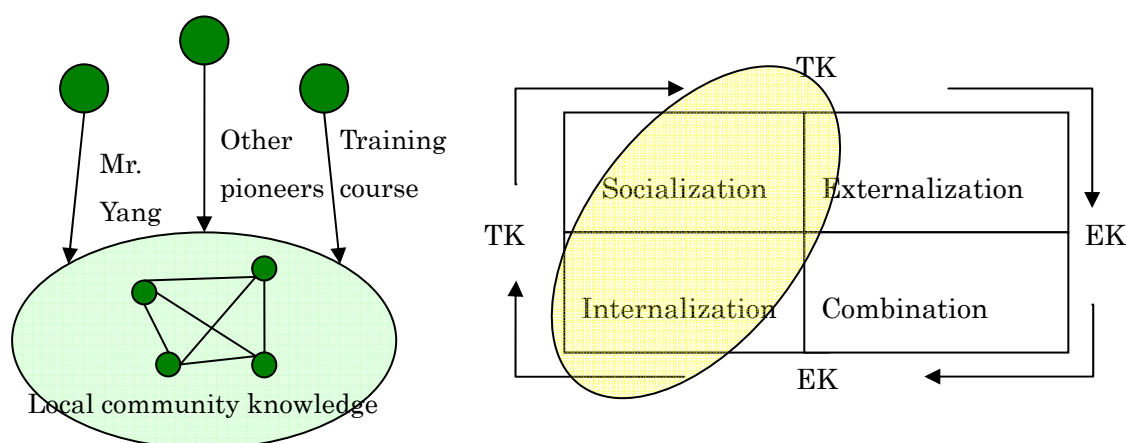 Mr.
Yang
Other
pioneers
Training
course
Local community knowledge
TK
Socialization
Externalization
TK
EK
Internalization
Combination
EK